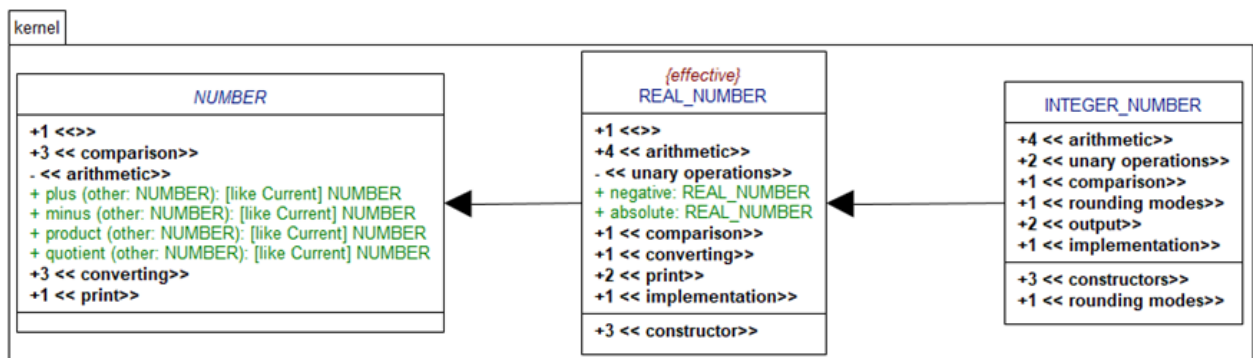 kernel
NUMBER
+1 <<>>
+3 << comparison>>
- << arithmetic>>
+ plus (other: NUMBER): [like Current] NUMBER
+ minus (other: NUMBER): [like Current] NUMBER
+ product (other: NUMBER): [like Current] NUMBER
+ quotient (other: NUMBER): [like Current] NUMBER
+3 << converting>>
+1 << print>>
{effective}
REAL_NUMBER
+1 <<>>
+4 << arithmetic>>
- << unary operations>>
+ negative: REAL_NUMBER
+ absolute: REAL_NUMBER
+1 << comparison>>
+1 << converting>>
+2 << print>>
+1 << implementation>>
+3 << constructor>>
INTEGER_NUMBER
+4 << arithmetic>>
+2 << unary operations>>
+1 << comparison>>
+1 << rounding modes>>
+2 << output>>
+1 << implementation>>
+3 << constructors>>
+1 << rounding modes>>